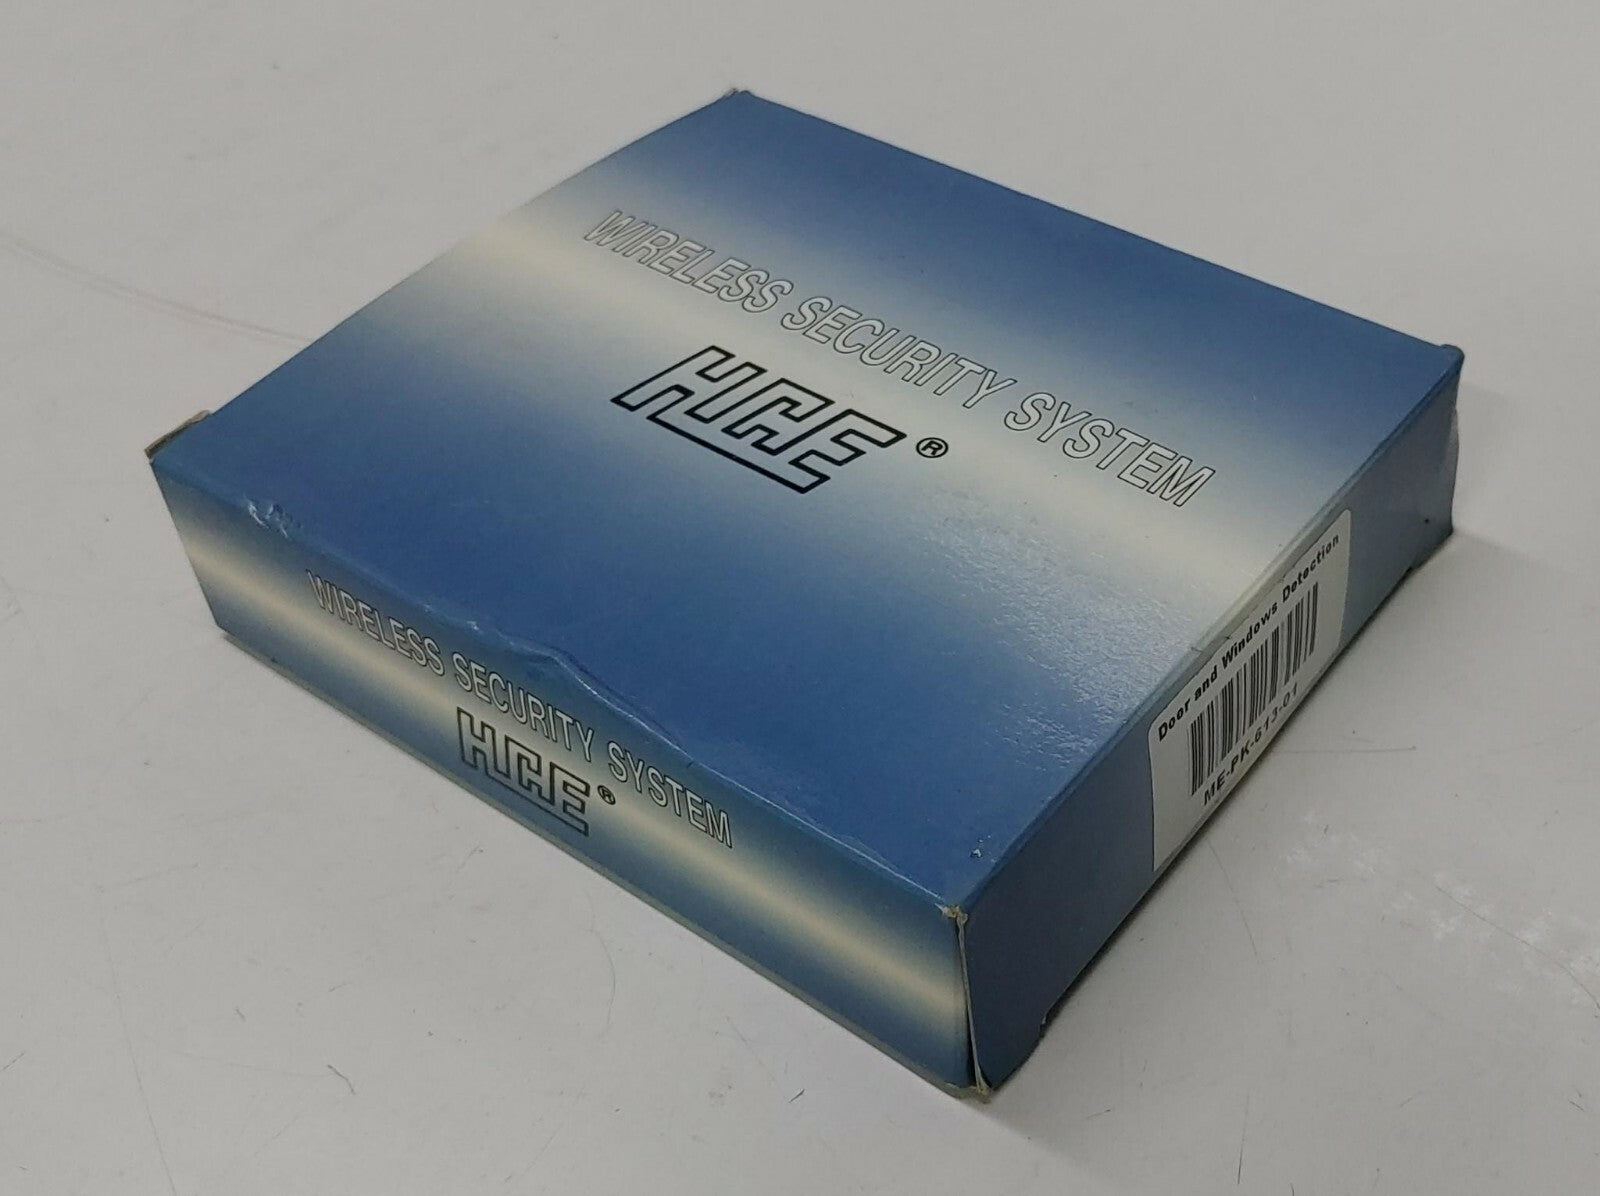 WIRELESS SECURITY SYSTEM
HCE ®
WIRELESS SECURITY SYSTEM
HCE ®
Door and Windows Detection
ME-PK-613-01